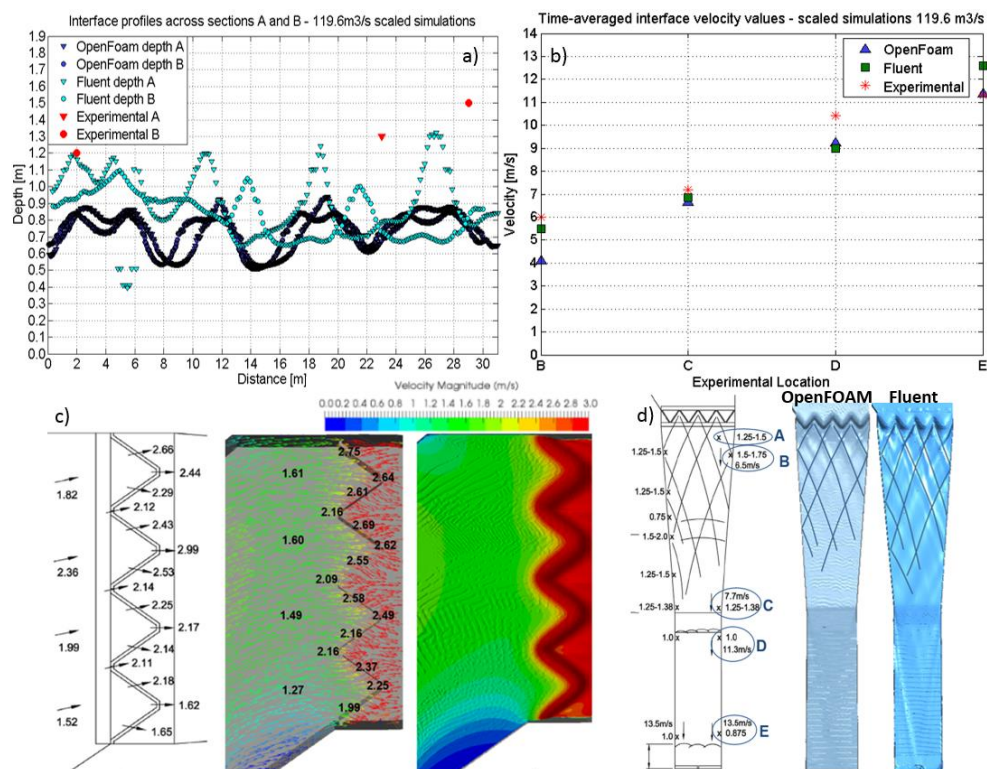 Interface profiles across sections A and B - 119.6m3/s scaled simulations
a)
OpenFoam depth A
OpenFoam depth B
Fluent depth A
Fluent depth B
Experimental A
Experimental B
Depth [m]
1.9
1.8
1.7
1.6
1.5
1.4
1.3
1.2
1.1
1.0
0.9
0.8
0.7
0.6
0.5
0.4
0.3
0.2
0.1
0.0
0 2 4 6 8 10 12 14 16 18 20 22 24 26 28 30
Distance [m]
Time-averaged interface velocity values - scaled simulations 119.6 m3/s
b)
OpenFoam
Fluent
Experimental
Velocity [m/s]
14
13
12
11
10
9
8
7
6
5
4
3
2
1
0
B C D E
Experimental Location
c)
Velocity Magnitude (m/s)
0.0 0.2 0.4 0.6 0.8 1.0 1.2 1.4 1.6 1.8 2.0 2.2 2.4 2.6 3.0
2.66
2.44
1.82
2.29
2.12
2.43
2.99
2.36
2.53
2.14
2.25
2.17
1.99
2.14
2.11
2.18
1.62
1.52
1.65
2.75
1.61
2.64
2.61
2.16
2.69
1.60
2.62
2.55
2.09
2.58
1.49
2.49
2.16
2.16
2.37
1.27
2.25
1.99
d)
OpenFOAM
Fluent
x 1.25-1.5 A
1.25-1.5 x
x 1.5-1.75 B
6.5m/s
1.25-1.5 x
0.75 x
1.5-2.0 x
1.25-1.5 x
7.7m/s
1.25-1.38 x
x 1.25-1.38 C
1.0 x
x 1.0 D
11.3m/s
13.5m/s
1.0 x
13.5m/s
x 0.875 E